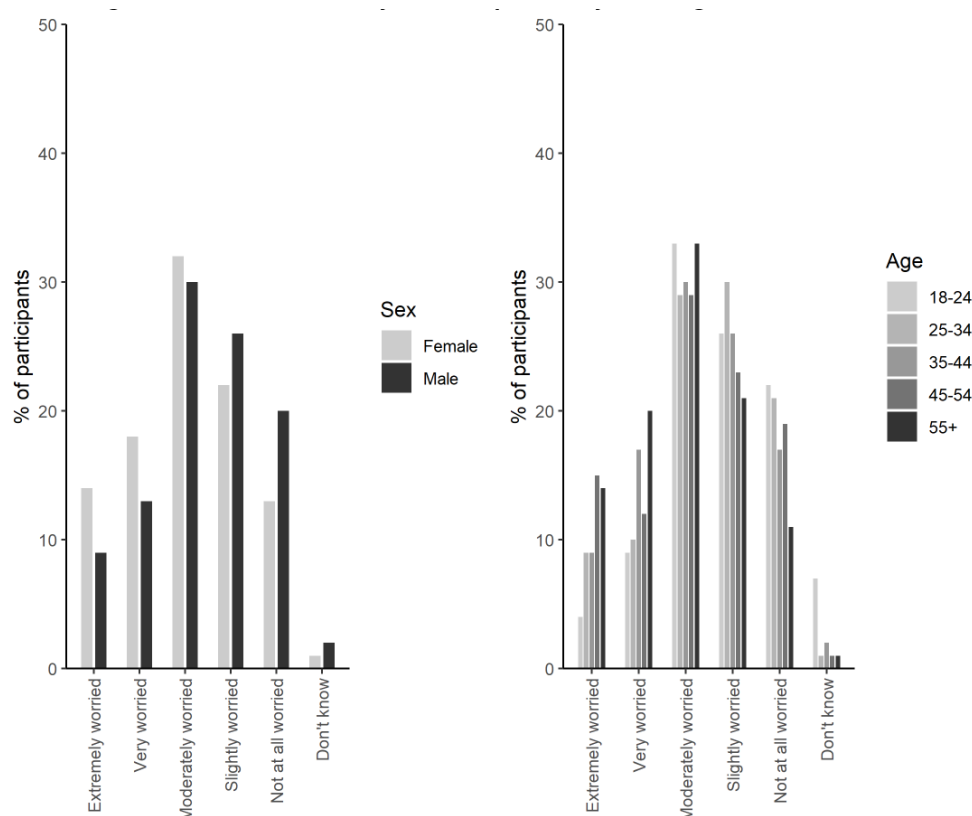 50
40
30
20
10
0
% of participants
Extremely worried
Very worried
Moderately worried
Slightly worried
Not at all worried
Don't know
Sex
Female
Male
50
40
30
20
10
0
% of participants
Extremely worried
Very worried
Moderately worried
Slightly worried
Not at all worried
Don't know
Age
18-24
25-34
35-44
45-54
55+